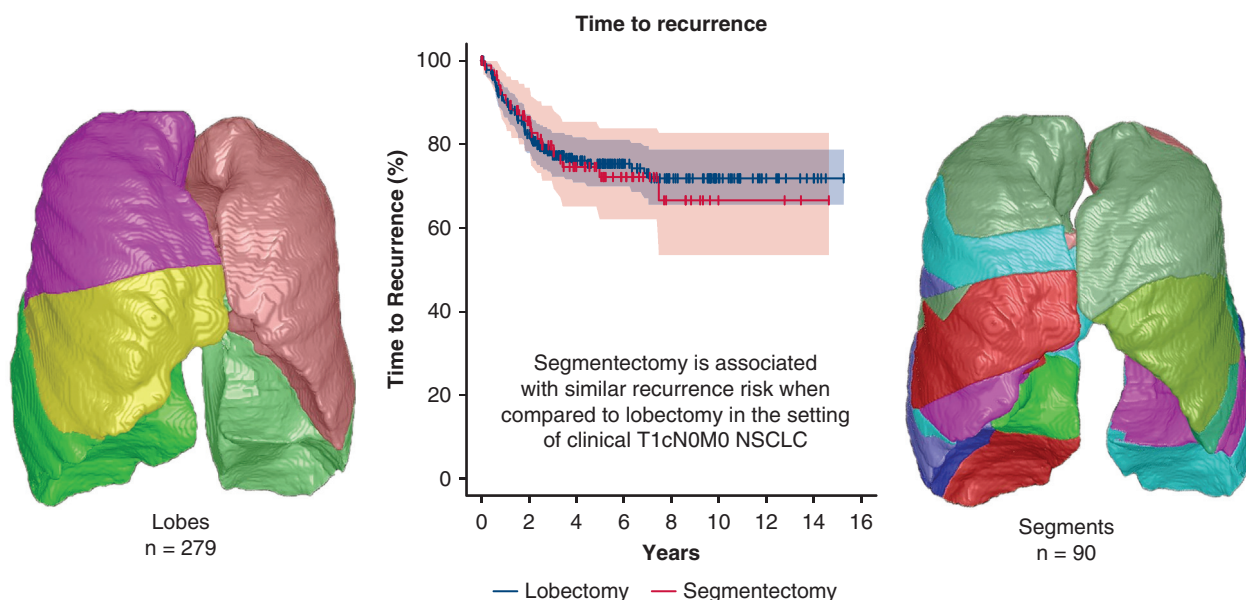 Time to recurrence
Time to Recurrence (%)
100
80
60
40
20
0
Segmentectomy is associated
with similar recurrence risk when
compared to lobectomy in the setting
of clinical T1cN0M0 NSCLC
0 2 4 6 8 10 12 14 16
Years
Lobectomy Segmentectomy
Lobes
n = 279
Segments
n = 90